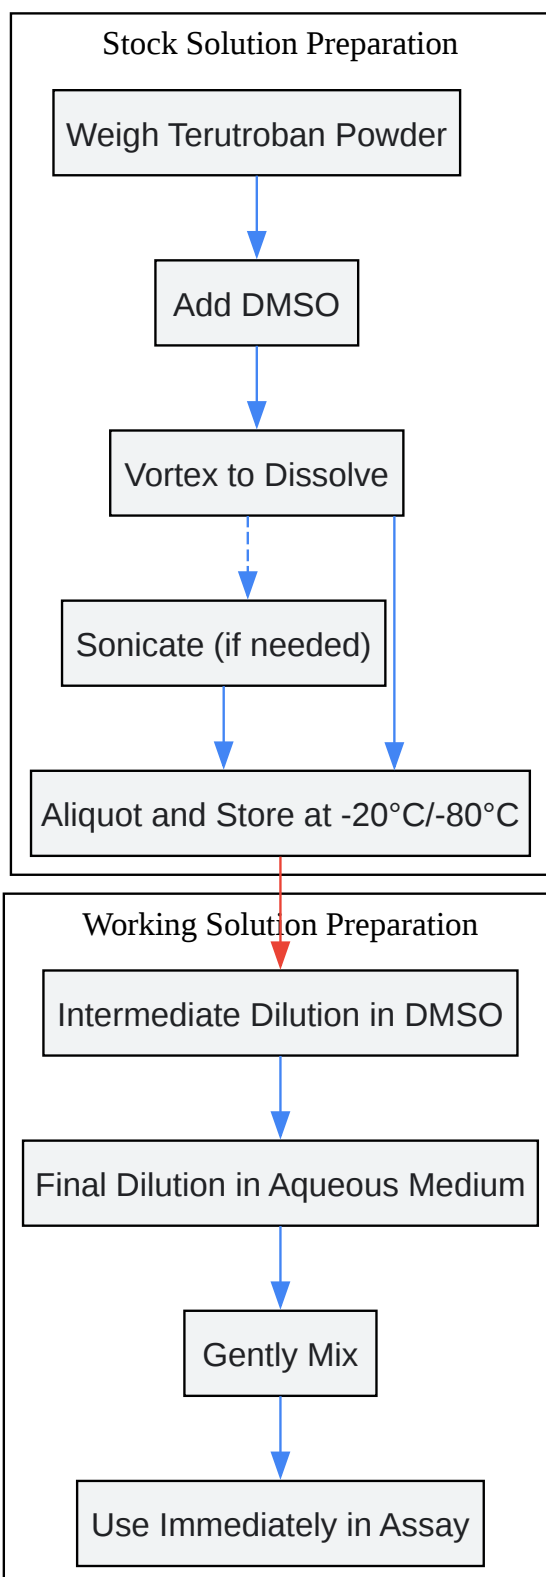 Stock Solution Preparation
Weigh Terutroban Powder
Add DMSO
Vortex to Dissolve
Sonicate (if needed)
Aliquot and Store at -20°C/-80°C
Working Solution Preparation
Intermediate Dilution in DMSO
Final Dilution in Aqueous Medium
Gently Mix
Use Immediately in Assay